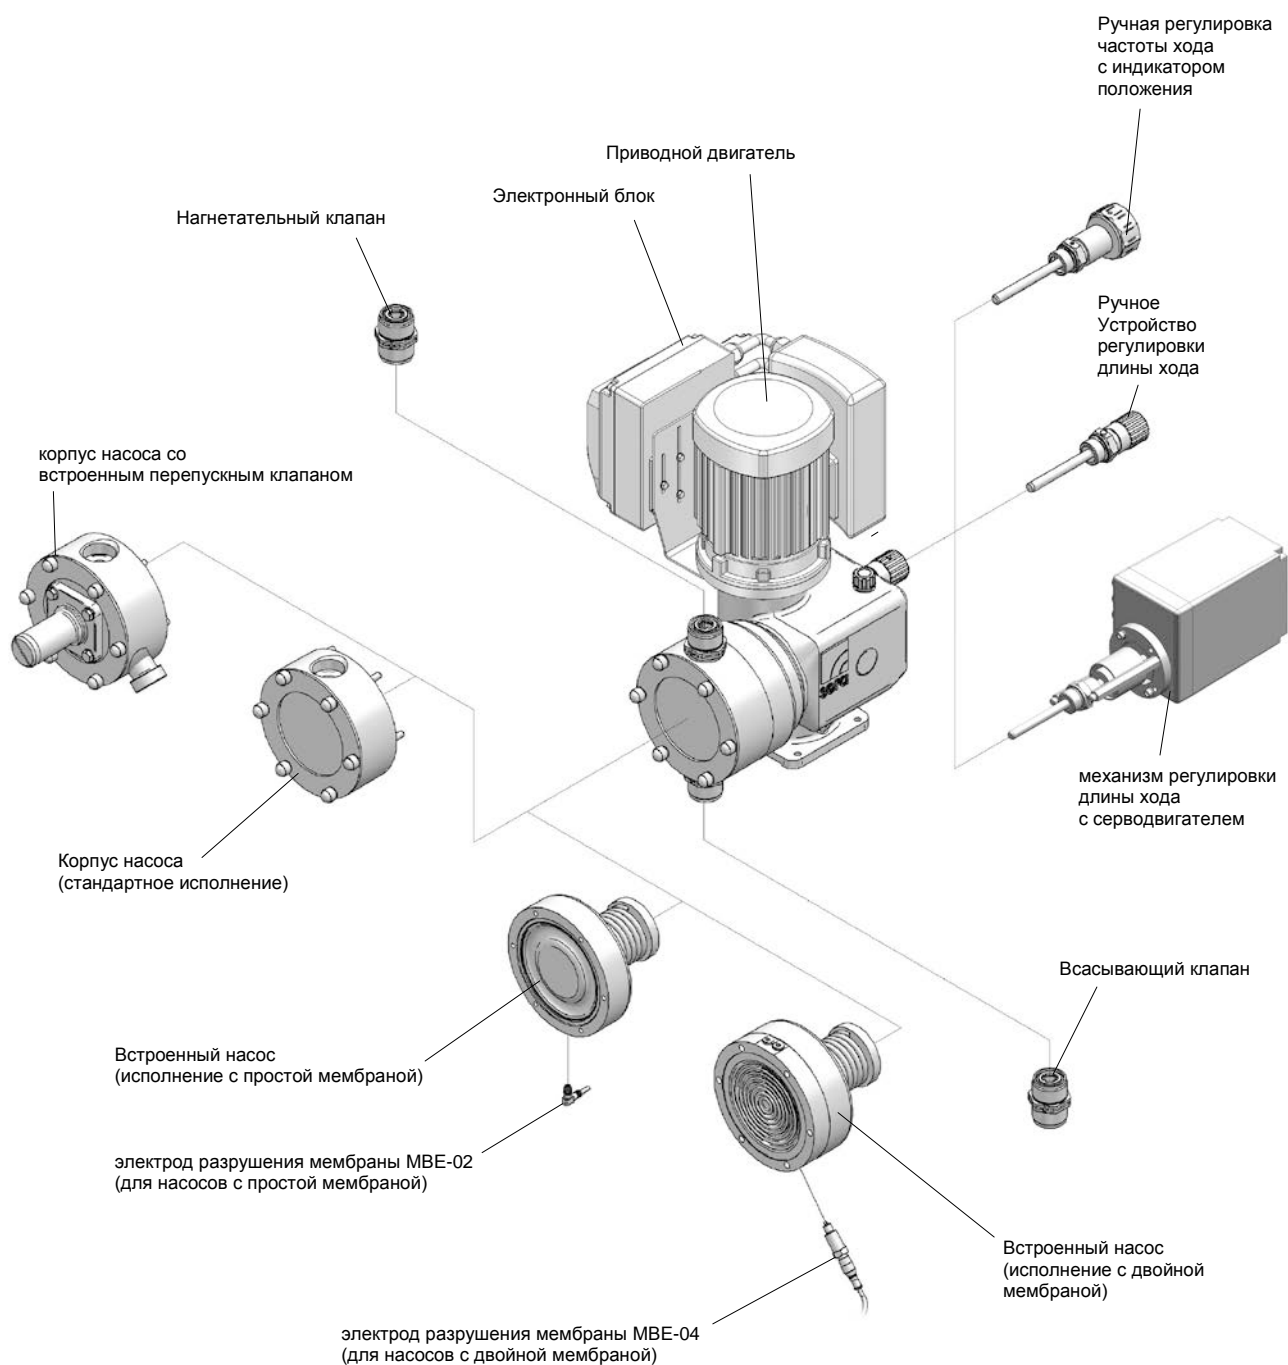 Ручная регулировка
частоты хода
с индикатором
положения
Приводной двигатель
Электронный блок
Нагнетательный клапан
Ручное
Устройство
регулировки
длины хода
корпус насоса со
встроенным перепускным клапаном
sera
механизм регулировки
длины хода
с серводвигателем
Корпус насоса
(стандартное исполнение)
Всасывающий клапан
Встроенный насос
(исполнение с простой мембраной)
электрод разрушения мембраны MBE-02
(для насосов с простой мембраной)
Встроенный насос
(исполнение с двойной
мембраной)
электрод разрушения мембраны MBE-04
(для насосов с двойной мембраной)